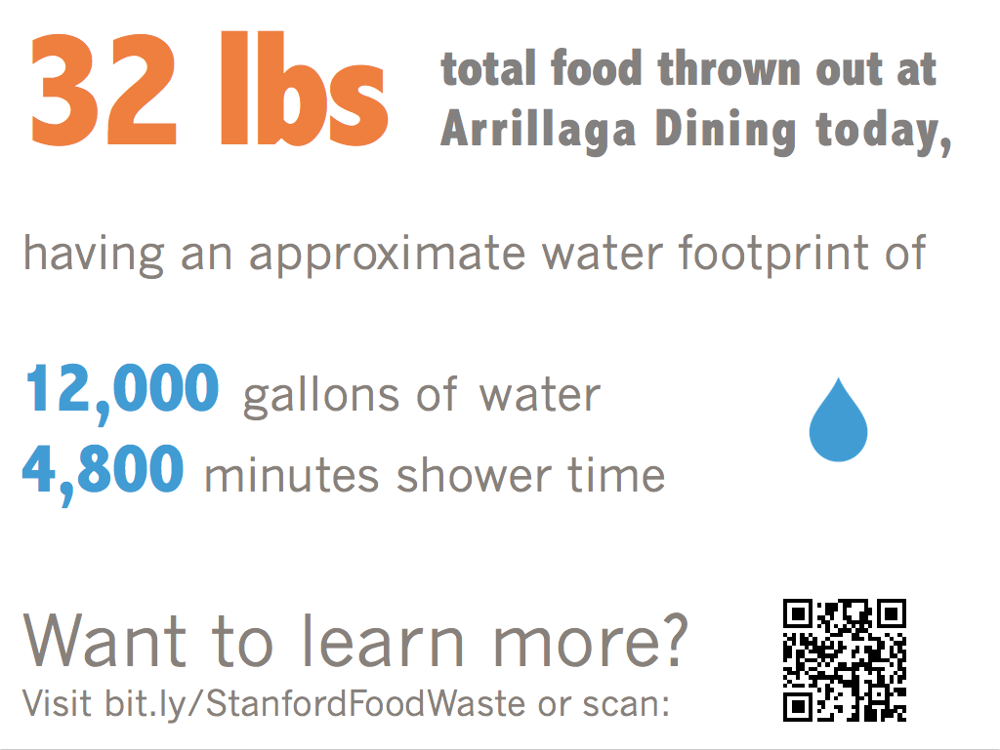 32 lbs total food thrown out at
Arrillaga Dining today,
having an approximate water footprint of
12,000 gallons of water
4,800 minutes shower time
Want to learn more?
Visit bit.ly/StanfordFoodWaste or scan: